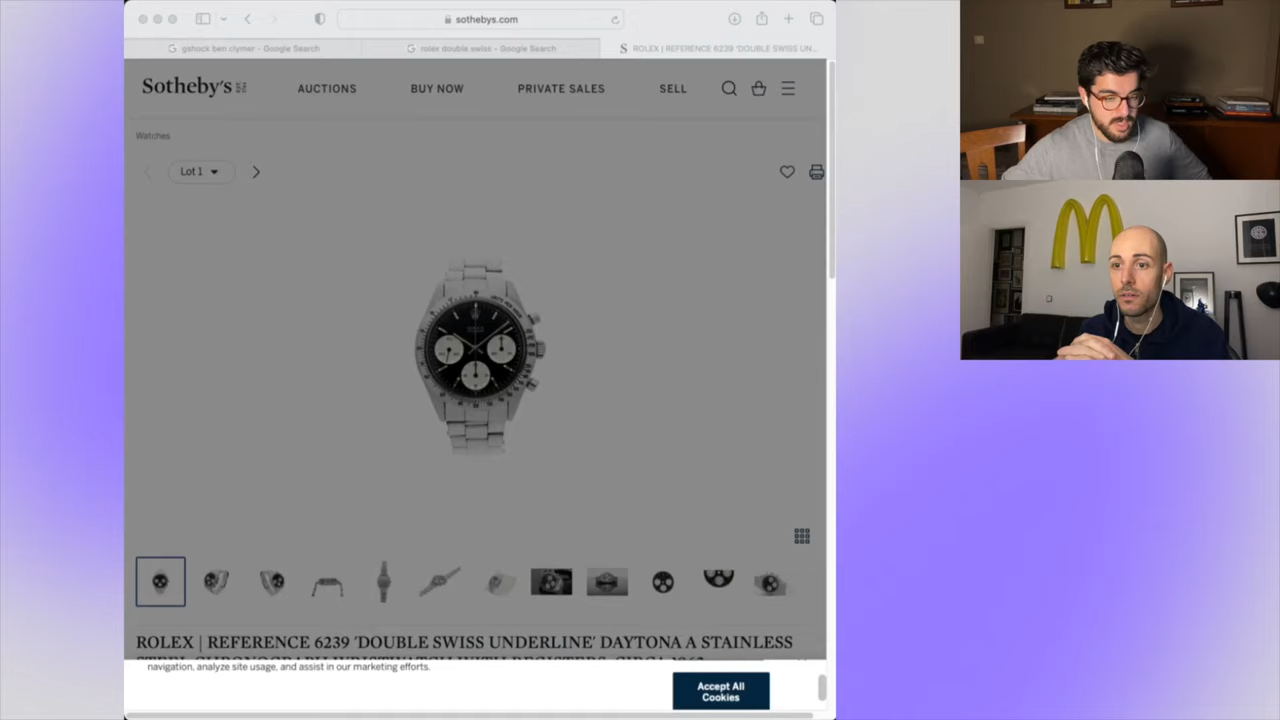 sothebys.com
gshock ben clymer - Google Search
rolex double swiss - Google Search
S ROLEX | REFERENCE 6239 'DOUBLE SWISS UN...
Sotheby's
AUCTIONS
BUY NOW
PRIVATE SALES
SELL
Watches
Lot 1
ROLEX | REFERENCE 6239 'DOUBLE SWISS UNDERLINE' DAYTONA A STAINLESS
navigation, analyze site usage, and assist in our marketing efforts.
Accept All
Cookies